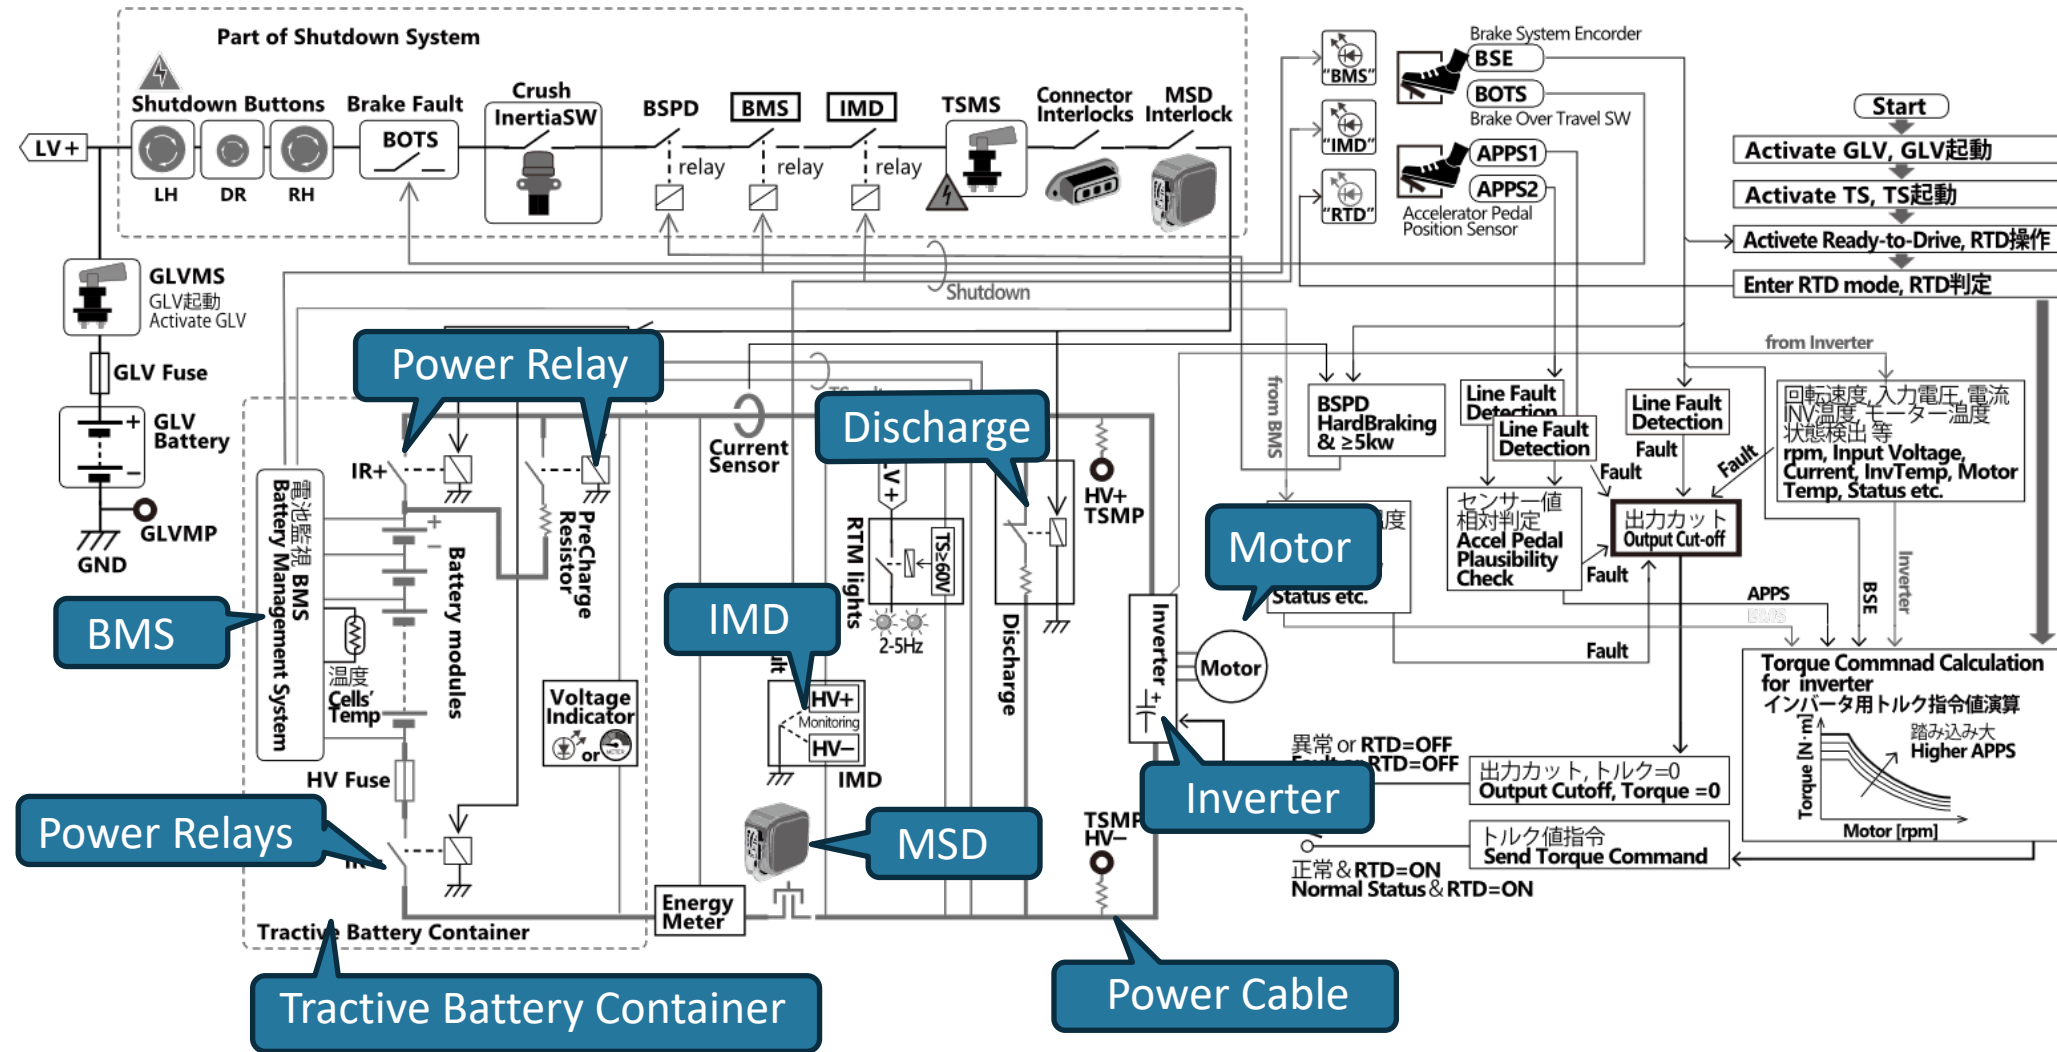 Part of Shutdown System
Shutdown Buttons
LH
DR
RH
Brake Fault
BOTS
Crush
InertiaSW
BSPD
relay
BMS
relay
IMD
relay
TSMS
Connector
Interlocks
MSD
Interlock
LV+
GLVMS
GLV起動
Activate GLV
GLV Fuse
GLV
Battery
+
−
GLVMP
GND
Shutdown
"BMS"
"IMD"
"RTD"
Brake System Encorder
BSE
BOTS
Brake Over Travel SW
APPS1
APPS2
Accelerator Pedal
Position Sensor
Start
Activate GLV, GLV起動
Activate TS, TS起動
Activete Ready-to-Drive, RTD操作
Enter RTD mode, RTD判定
Power Relay
IR+
電池監視 BMS
Battery Management System
BMS
+
−
Battery modules
PreCharge
Resistor
温度
Cells'
Temp
HV Fuse
Power Relays
Tractive Battery Container
Tractive Battery Container
Voltage
Indicator
or
METER
Current
Sensor
Energy
Meter
IMD
HV+
Monitoring
HV−
IMD
MSD
V+
RTM lights
TS≥60V
2-5Hz
Discharge
Discharge
HV+
TSMP
TSMP
HV−
Power Cable
Inverter
+
Inverter
Motor
Motor
from BMS
度
Status etc.
BSPD
HardBraking
& ≥5kw
Line Fault
Detection
Line Fault
Detection
Line Fault
Detection
Fault
Fault
Fault
Fault
Fault
センサー値
相対判定
Accel Pedal
Plausibility
Check
出力カット
Output Cut-off
from Inverter
回転速度, 入力電圧, 電流
INV温度, モーター温度
状態検出 等
rpm, Input Voltage,
Current, InvTemp, Motor
Temp, Status etc.
APPS
BMS
BSE
Inverter
Torque Commnad Calculation
for inverter
インバータ用トルク指令値演算
Torque [N·m]
踏み込み大
Higher APPS
Motor [rpm]
異常 or RTD=OFF
RTD=OFF
出力カット, トルク=0
Output Cutoff, Torque =0
トルク値指令
Send Torque Command
正常＆RTD=ON
Normal Status＆RTD=ON